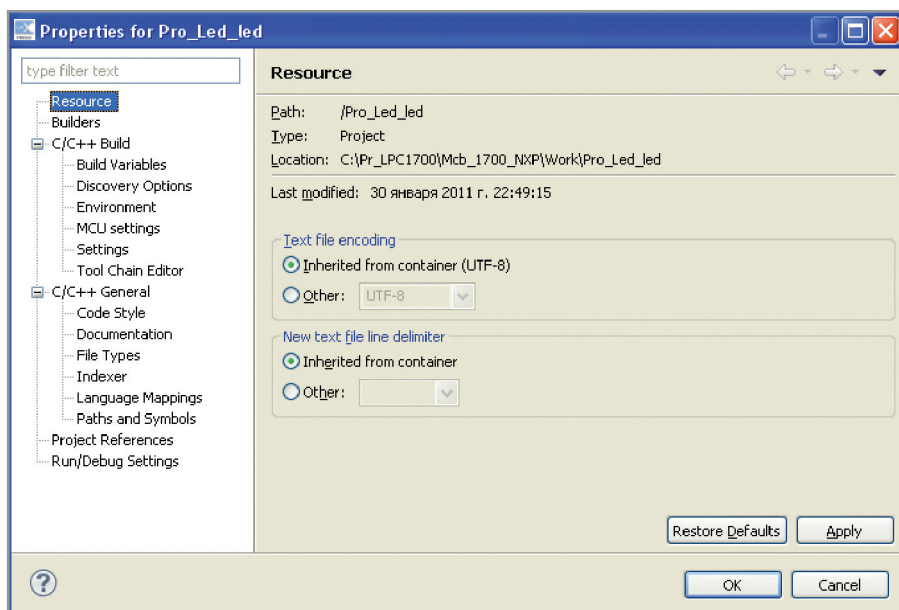 Properties for Pro_Led_led
type filter text
Resource
Builders
C/C++ Build
Build Variables
Discovery Options
Environment
MCU settings
Settings
Tool Chain Editor
C/C++ General
Code Style
Documentation
File Types
Indexer
Language Mappings
Paths and Symbols
Project References
Run/Debug Settings
Resource
Path: /Pro_Led_led
Type: Project
Location: C:\Pr_LPC1700\Mcb_1700_NXP\Work\Pro_Led_led
Last modified: 30 января 2011 г. 22:49:15
Text file encoding
Inherited from container (UTF-8)
Other: UTF-8
New text file line delimiter
Inherited from container
Other:
Restore Defaults Apply
? OK Cancel